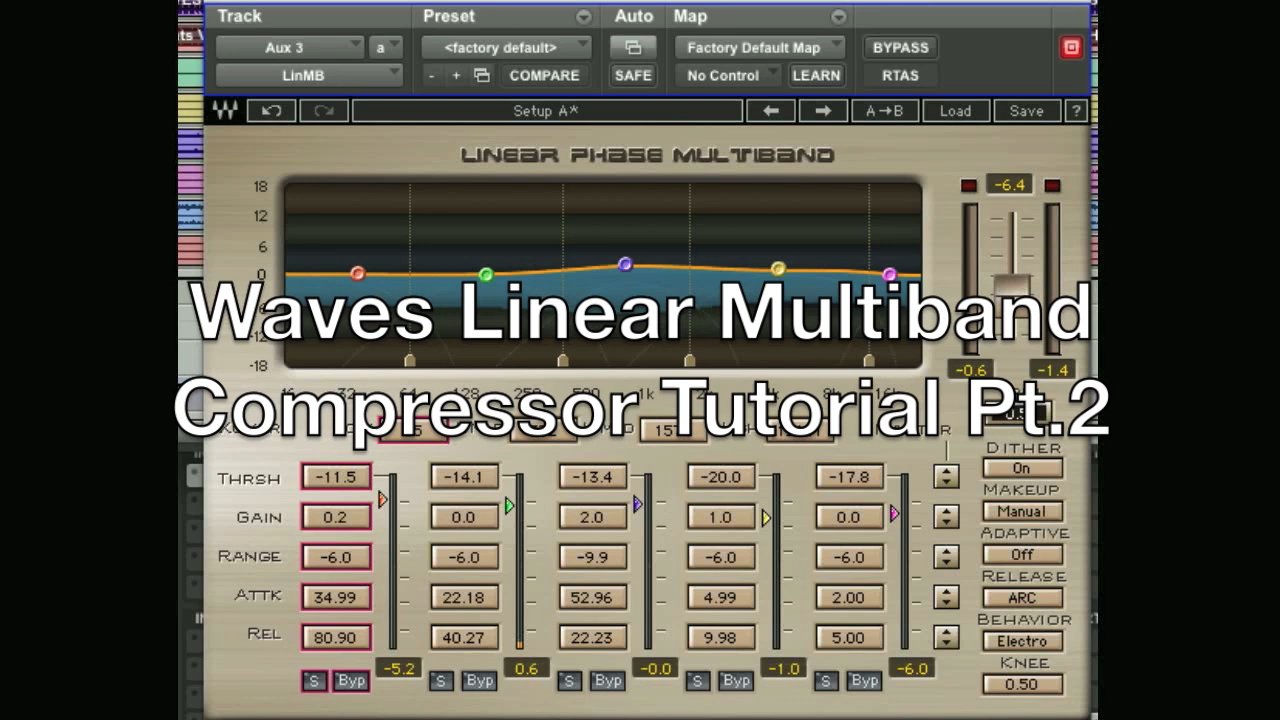 Track Preset Auto Map
Aux 3 a <factory default> Factory Default Map BYPASS
LinMB - + COMPARE SAFE No Control LEARN RTAS
Setup A* A→B Load Save ?
LINEAR PHASE MULTIBAND
18 -6.4
12
6
0
Waves Linear Multiband
-12
-18 -0.6 -1.4
Compressor Tutorial Pt.2
DITHER
THRSH -11.5 -14.1 -13.4 -20.0 -17.8 On
MAKEUP
GAIN 0.2 0.0 2.0 1.0 0.0 Manual
ADAPTIVE
RANGE -6.0 -6.0 -9.9 -6.0 -6.0 Off
RELEASE
ATTK 34.99 22.18 52.96 4.99 2.00 ARC
BEHAVIOR
REL 80.90 40.27 22.23 9.98 5.00 Electro
-5.2 0.6 -0.0 -1.0 -6.0 KNEE
S Byp S Byp S Byp S Byp S Byp 0.50